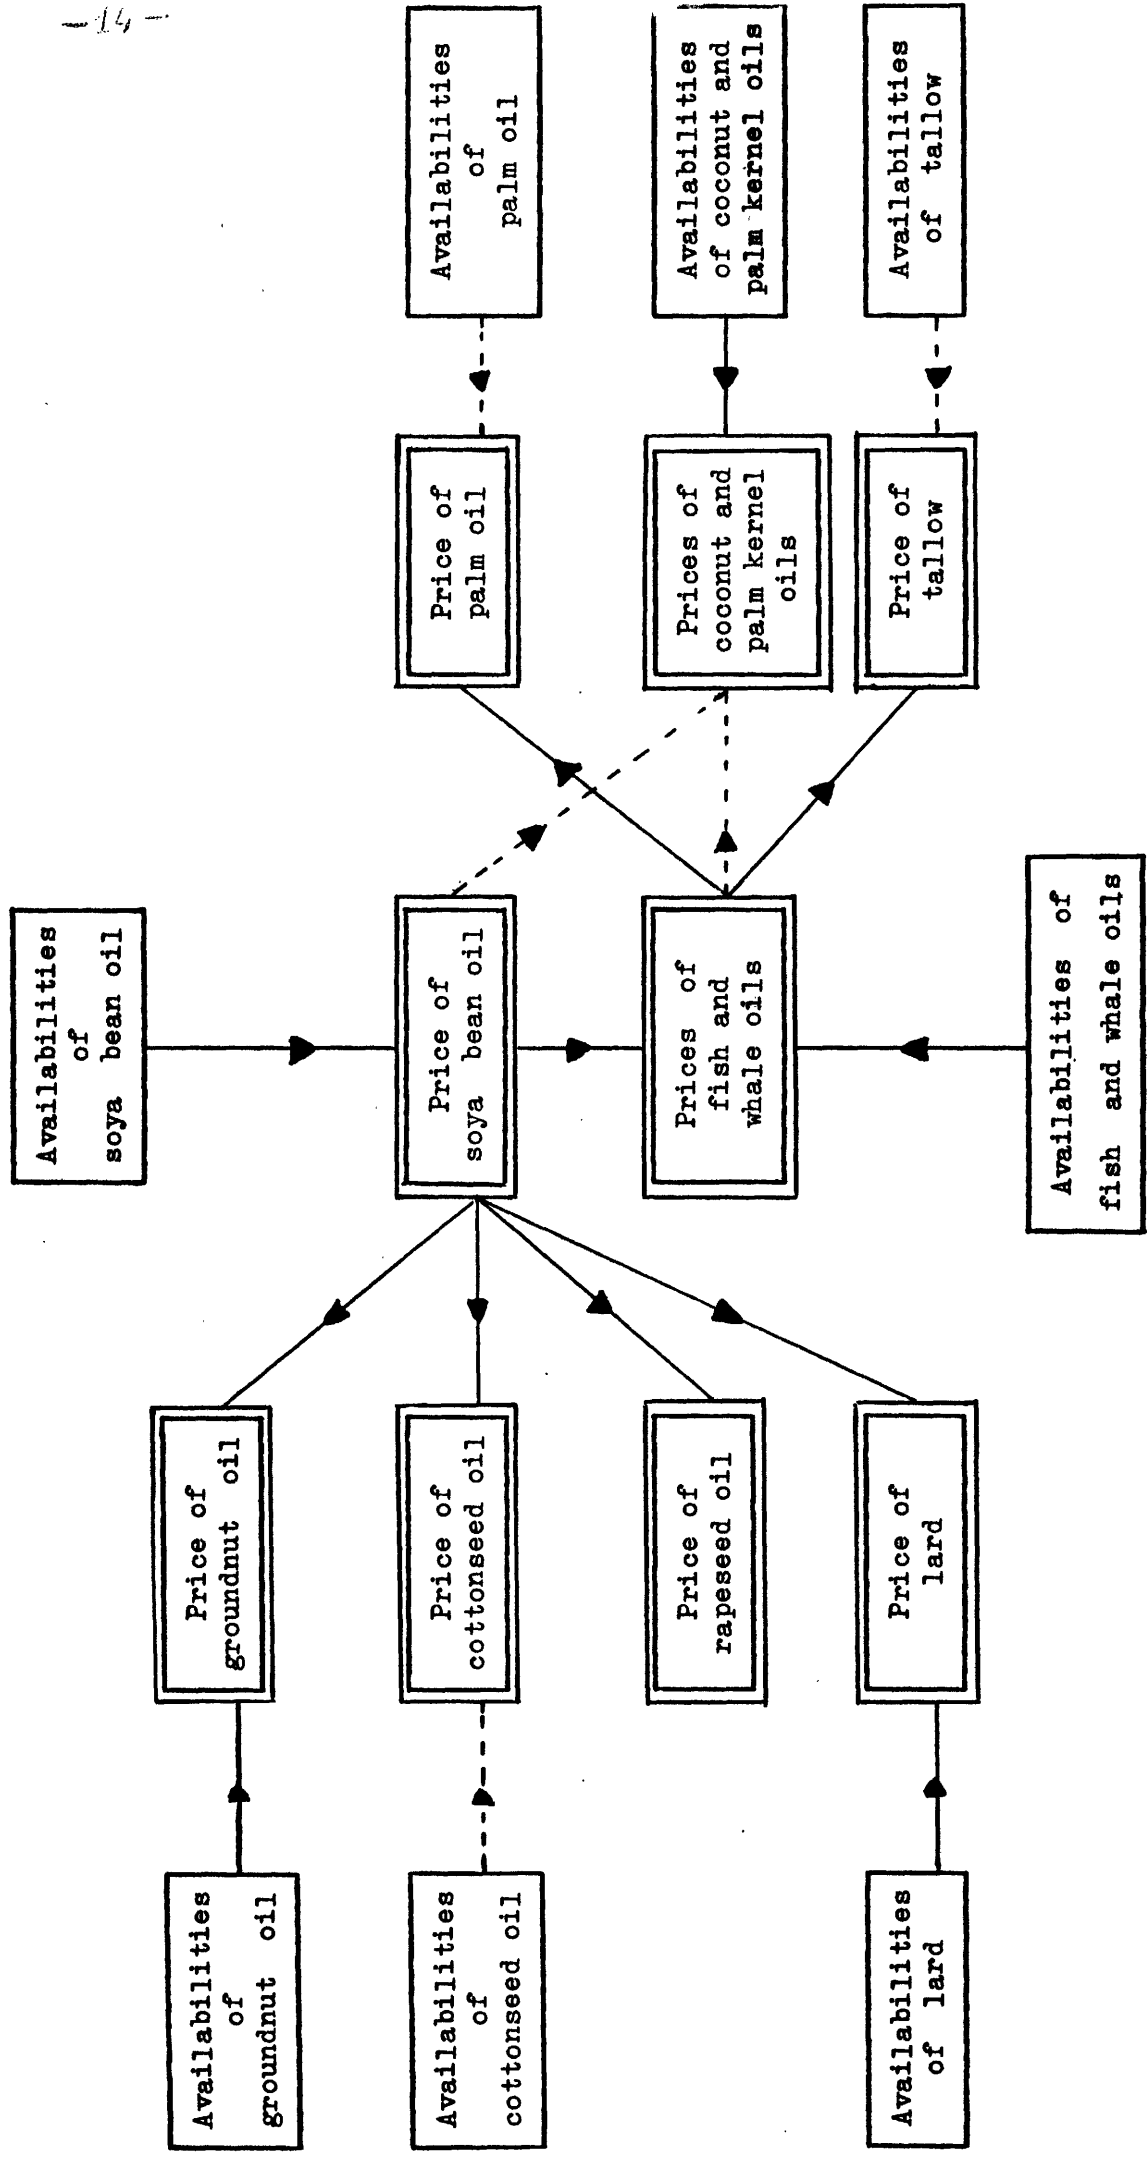 - 14 -
Availabilities
of
soya bean oil
Availabilities
of
groundnut oil
Price of
groundnut oil
Availabilities
of
cottonseed oil
Price of
cottonseed oil
Price of
soya bean oil
Price of
palm oil
Availabilities
of
palm oil
Price of
rapeseed oil
Prices of
fish and
whale oils
Prices of
coconut and
palm kernel
oils
Availabilities
of coconut and
palm kernel oils
Availabilities
of lard
Price of
lard
Price of
tallow
Availabilities
of tallow
Availabilities of
fish and whale oils